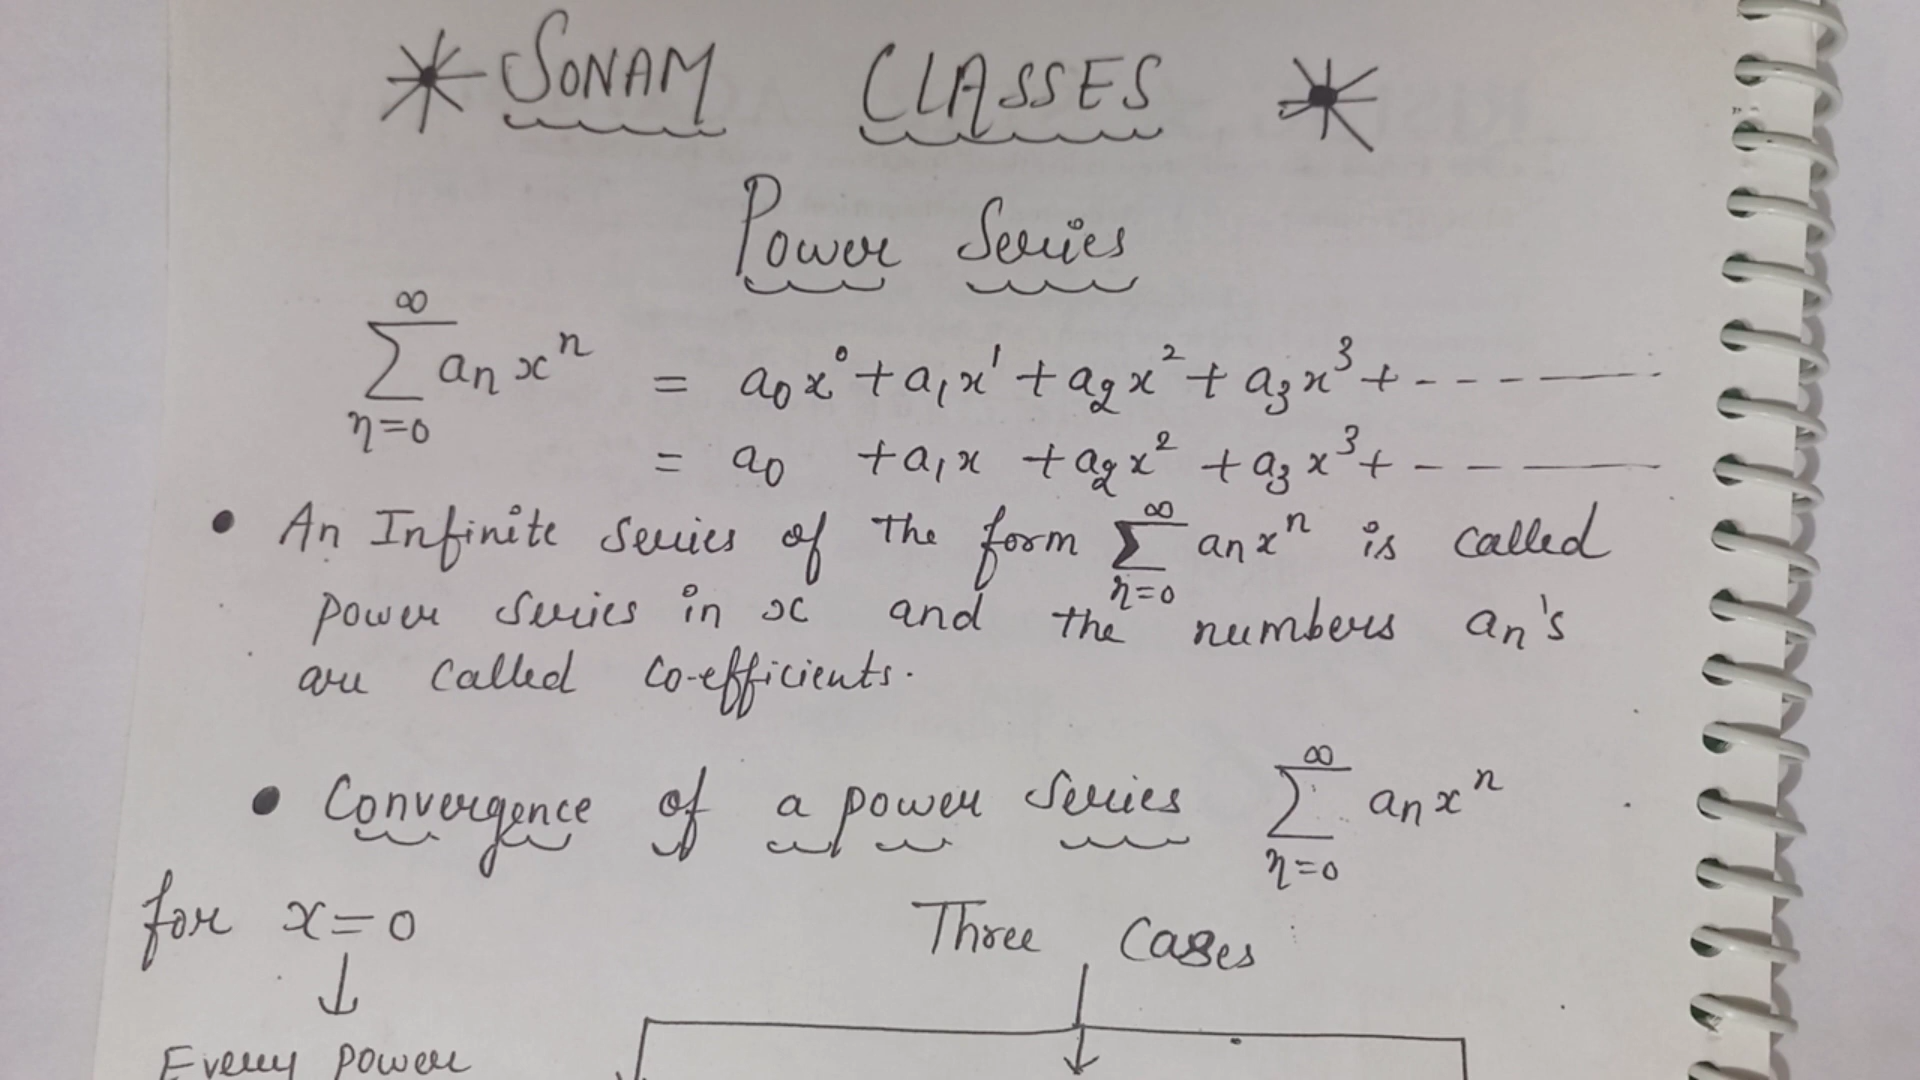 SONAM CLASSES
Power Series
∞
∑ aₙ xⁿ = a₀x⁰ + a₁x¹ + a₂x² + a₃x³ + - - - -
n=0
= a₀ + a₁x + a₂x² + a₃x³ + - - -
• An Infinite Series of the form ∑ₙ₌₀^∞ aₙxⁿ is called
power series in x and the numbers aₙ's
are called co-efficients.
• Convergence of a power series ∑ₙ₌₀^∞ aₙxⁿ
for x=0 Three Cases
↓
Every power